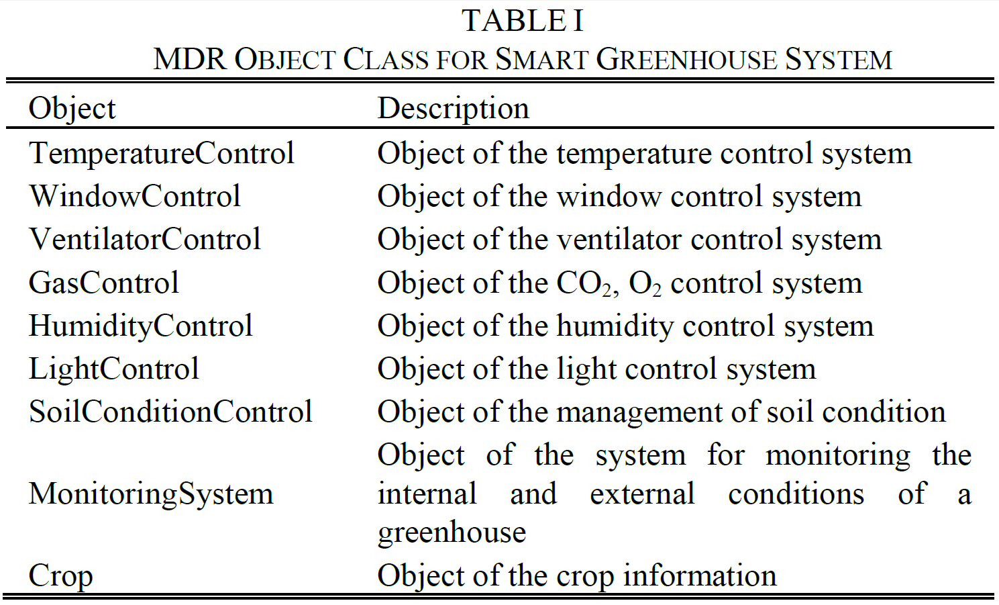 TABLE I
MDR OBJECT CLASS FOR SMART GREENHOUSE SYSTEM
Object Description
TemperatureControl Object of the temperature control system
WindowControl Object of the window control system
VentilatorControl Object of the ventilator control system
GasControl Object of the CO₂, O₂ control system
HumidityControl Object of the humidity control system
LightControl Object of the light control system
SoilConditionControl Object of the management of soil condition
MonitoringSystem Object of the system for monitoring the
internal and external conditions of a
greenhouse
Crop Object of the crop information